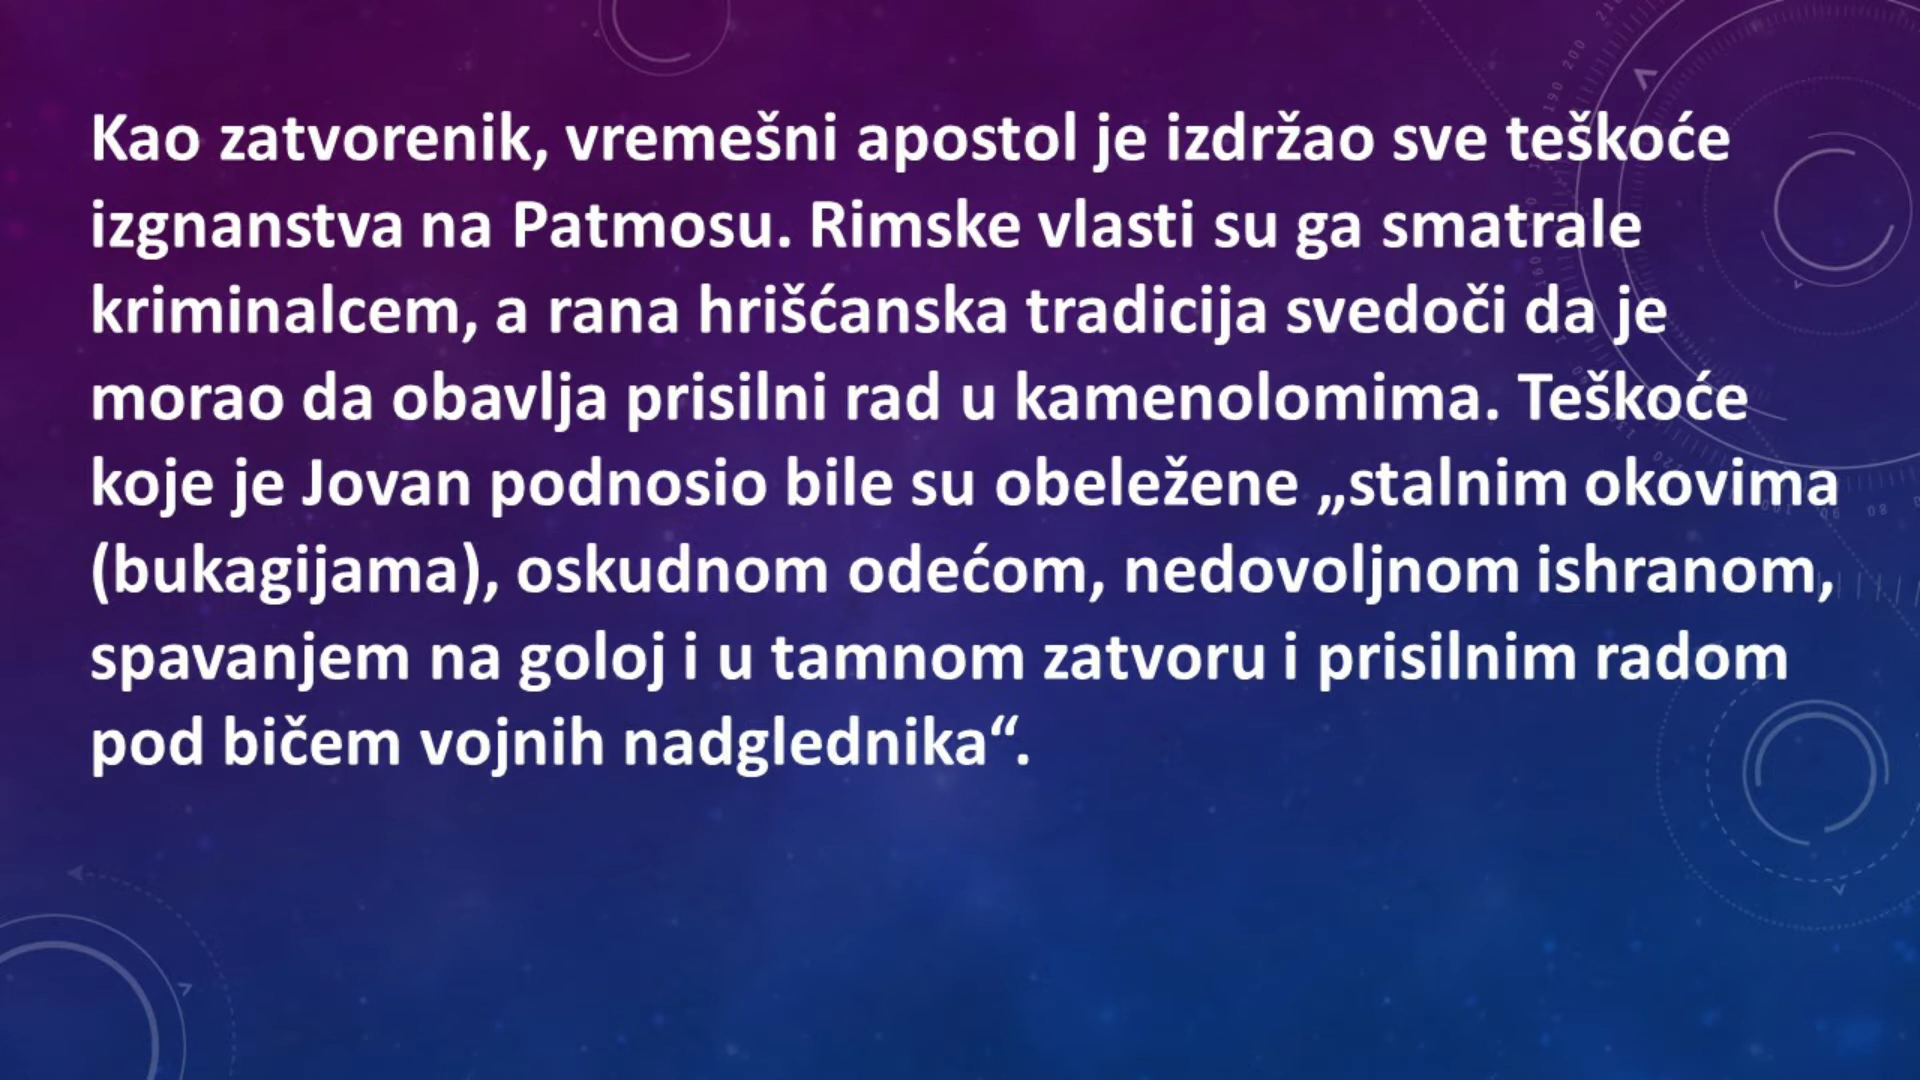 Kao zatvorenik, vremešni apostol je izdržao sve teškoće
izgnanstva na Patmosu. Rimske vlasti su ga smatrale
kriminalcem, a rana hrišćanska tradicija svedoči da je
morao da obavlja prisilni rad u kamenolomima. Teškoće
koje je Jovan podnosio bile su obeležene „stalnim okovima
(bukagijama), oskudnom odećom, nedovoljnom ishranom,
spavanjem na goloj i u tamnom zatvoru i prisilnim radom
pod bičem vojnih nadglednika“.